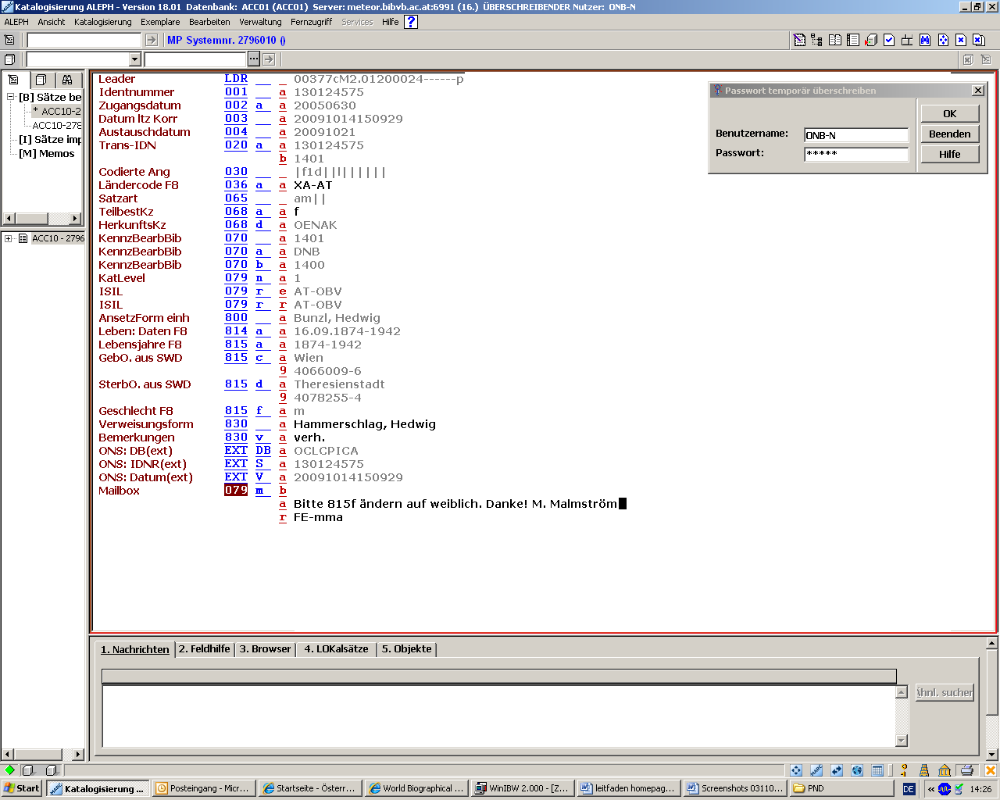 Katalogisierung ALEPH - Version 18.01 Datenbank: ACC01 (ACC01) Server: meteor.bibvb.ac.at:6991 (16.) ÜBERSCHREIBENDER Nutzer: ONB-N
ALEPH Ansicht Katalogisierung Exemplare Bearbeiten Verwaltung Fernzugriff Services Hilfe ?
MP Systemnr. 2796010 ()
[B] Sätze be
* ACC10-2
ACC10-278
[I] Sätze imp
[M] Memos
ACC10 - 2796
Leader LDR 00377cM2.01200024------p
Identnummer 001 a 130124575
Zugangsdatum 002 a a 20050630
Datum ltz Korr 003 a 20091014150929
Austauschdatum 004 a 20091021
Trans-IDN 020 a a 130124575
b 1401
Codierte Ang 030 |f1d||l||||||
Ländercode F8 036 a a XA-AT
Satzart 065 am||
TeilbestKz 068 a a f
HerkunftsKz 068 d a OENAK
KennzBearbBib 070 a 1401
KennzBearbBib 070 a a DNB
KennzBearbBib 070 b a 1400
KatLevel 079 n a 1
ISIL 079 r e AT-OBV
ISIL 079 r r AT-OBV
AnsetzForm einh 800 a Bunzl, Hedwig
Leben: Daten F8 814 a a 16.09.1874-1942
Lebensjahre F8 815 a a 1874-1942
GebO. aus SWD 815 c a Wien
9 4066009-6
SterbO. aus SWD 815 d a Theresienstadt
9 4078255-4
Geschlecht F8 815 f a m
Verweisungsform 830 a Hammerschlag, Hedwig
Bemerkungen 830 v a verh.
ONS: DB(ext) EXT DB a OCLCPICA
ONS: IDNR(ext) EXT S a 130124575
ONS: Datum(ext) EXT V a 20091014150929
Mailbox 079 m b
a Bitte 815f ändern auf weiblich. Danke! M. Malmström
r FE-mma
Passwort temporär überschreiben
Benutzername: ONB-N
Passwort: *****
OK
Beenden
Hilfe
1. Nachrichten 2. Feldhilfe 3. Browser 4. LOKalsätze 5. Objekte
hnl. sucher
Start Katalogisierung ... Posteingang - Micr... Startseite - Österr... World Biographical ... WinIBW 2.000 - [Z... leitfaden homepag... Screenshots 03110... PND DE « 14:26